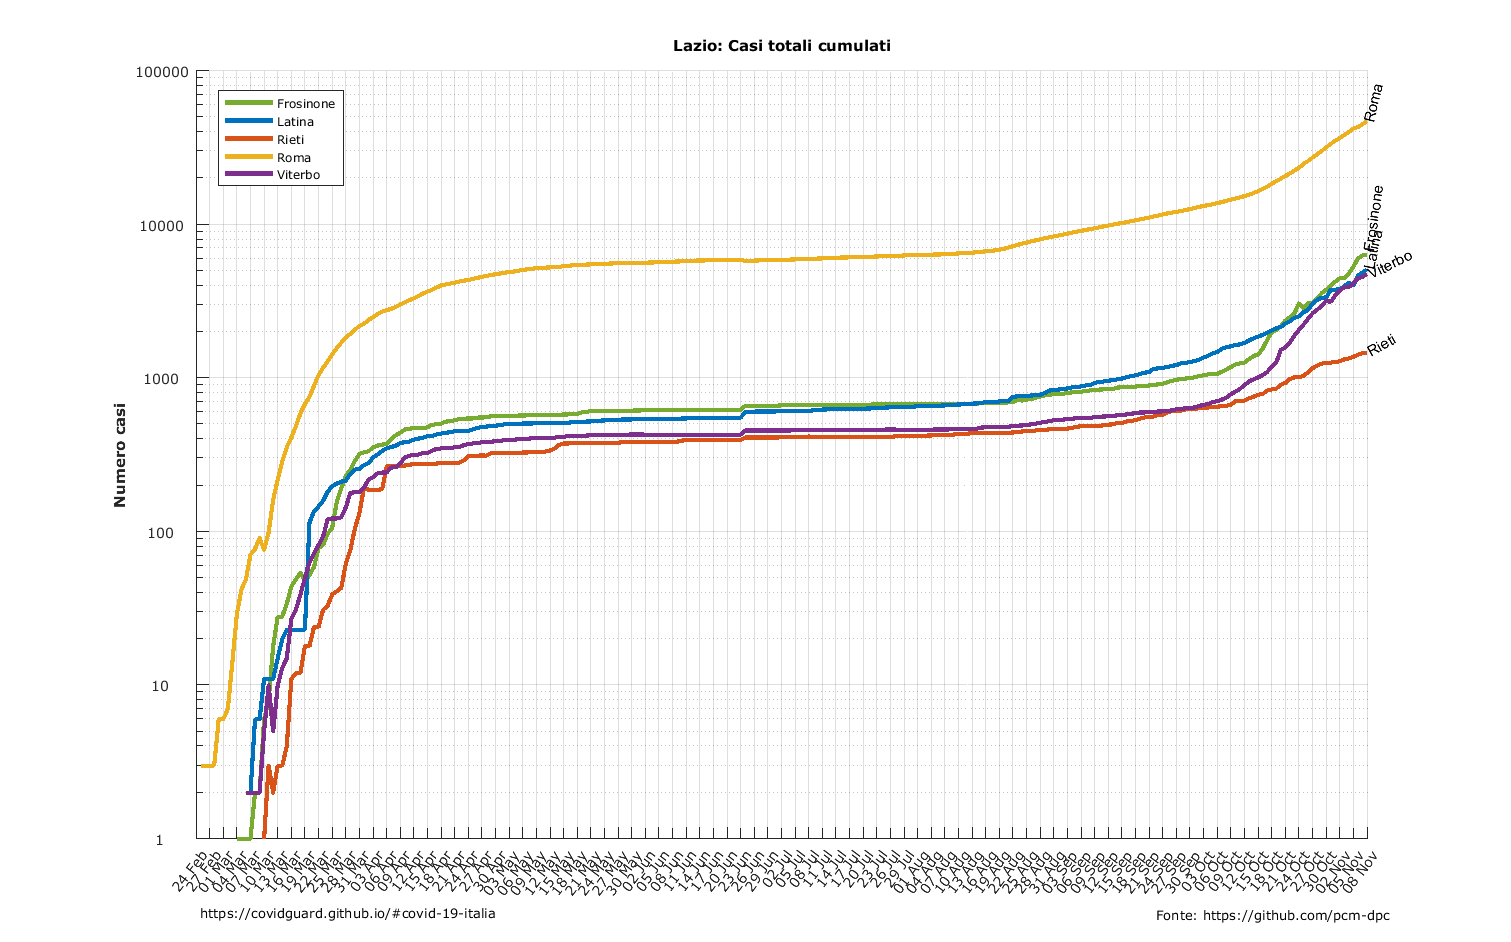 Lazio: Casi totali cumulati
100000
10000
1000
100
10
1
Numero casi
Frosinone
Latina
Rieti
Roma
Viterbo
Roma
Frosinone
Latina
Viterbo
Rieti
24 Feb
27 Feb
01 Mar
04 Mar
07 Mar
10 Mar
13 Mar
16 Mar
19 Mar
22 Mar
25 Mar
28 Mar
31 Mar
03 Apr
06 Apr
09 Apr
12 Apr
15 Apr
18 Apr
21 Apr
24 Apr
27 Apr
30 Apr
03 May
06 May
09 May
12 May
15 May
18 May
21 May
24 May
27 May
30 May
02 Jun
05 Jun
08 Jun
11 Jun
14 Jun
17 Jun
20 Jun
23 Jun
26 Jun
29 Jun
02 Jul
05 Jul
08 Jul
11 Jul
14 Jul
17 Jul
20 Jul
23 Jul
26 Jul
29 Jul
01 Aug
04 Aug
07 Aug
10 Aug
13 Aug
16 Aug
19 Aug
22 Aug
25 Aug
28 Aug
31 Aug
03 Sep
06 Sep
09 Sep
12 Sep
15 Sep
18 Sep
21 Sep
24 Sep
27 Sep
30 Sep
03 Oct
06 Oct
09 Oct
12 Oct
15 Oct
18 Oct
21 Oct
24 Oct
27 Oct
30 Oct
02 Nov
05 Nov
08 Nov
https://covidguard.github.io/#covid-19-italia
Fonte: https://github.com/pcm-dpc